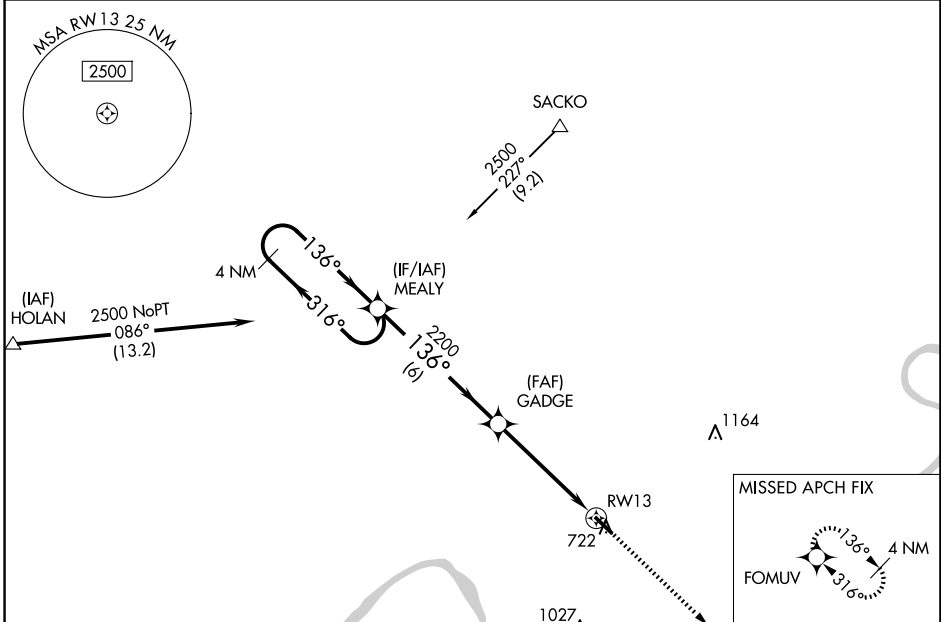 MSA RW13 25 NM
2500
SACKO
2500
227°
(9.2)
136°
4 NM
316°
(IF/IAF)
MEALY
(IAF)
HOLAN
2500 NoPT
086°
(13.2)
2200
136°
(6)
(FAF)
GADGE
1164
RW13
722
MISSED APCH FIX
136°
4 NM
FOMUV
316°
1027